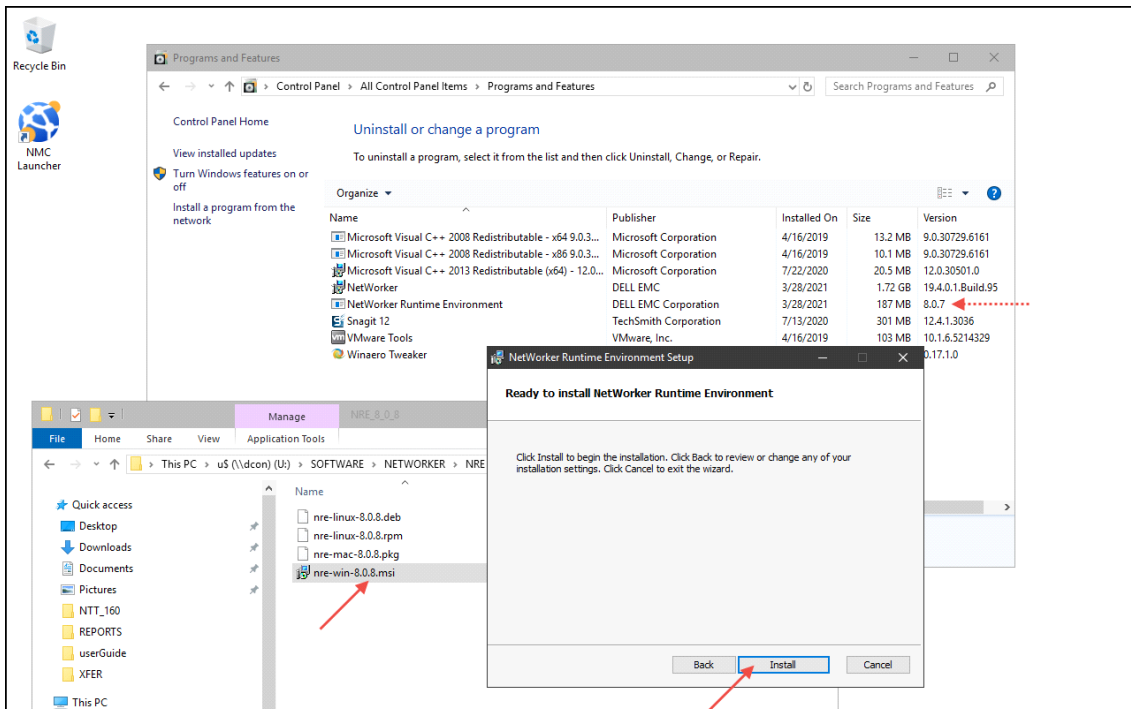 Recycle Bin
NMC
Launcher
Programs and Features
Control Panel > All Control Panel Items > Programs and Features
Search Programs and Features
Control Panel Home
View installed updates
Turn Windows features on or
off
Install a program from the
network
Uninstall or change a program
To uninstall a program, select it from the list and then click Uninstall, Change, or Repair.
Organize
Name Publisher Installed On Size Version
Microsoft Visual C++ 2008 Redistributable - x64 9.0.3... Microsoft Corporation 4/16/2019 13.2 MB 9.0.30729.6161
Microsoft Visual C++ 2008 Redistributable - x86 9.0.3... Microsoft Corporation 4/16/2019 10.1 MB 9.0.30729.6161
Microsoft Visual C++ 2013 Redistributable (x64) - 12.0... Microsoft Corporation 7/22/2020 20.5 MB 12.0.30501.0
NetWorker DELL EMC 3/28/2021 1.72 GB 19.4.0.1.Build.95
NetWorker Runtime Environment DELL EMC Corporation 3/28/2021 187 MB 8.0.7
Snagit 12 TechSmith Corporation 7/13/2020 301 MB 12.4.1.3036
VMware Tools VMware, Inc. 4/16/2019 103 MB 10.1.6.5214329
Winaero Tweaker 0.17.1.0
NetWorker Runtime Environment Setup
Ready to install NetWorker Runtime Environment
Click Install to begin the installation. Click Back to review or change any of your
installation settings. Click Cancel to exit the wizard.
Back Install Cancel
Manage NRE_8_0_8
File Home Share View Application Tools
This PC > u$ (\\dcon) (U:) > SOFTWARE > NETWORKER > NRE
Quick access
Desktop
Downloads
Documents
Pictures
NTT_160
REPORTS
userGuide
XFER
This PC
Name
nre-linux-8.0.8.deb
nre-linux-8.0.8.rpm
nre-mac-8.0.8.pkg
nre-win-8.0.8.msi